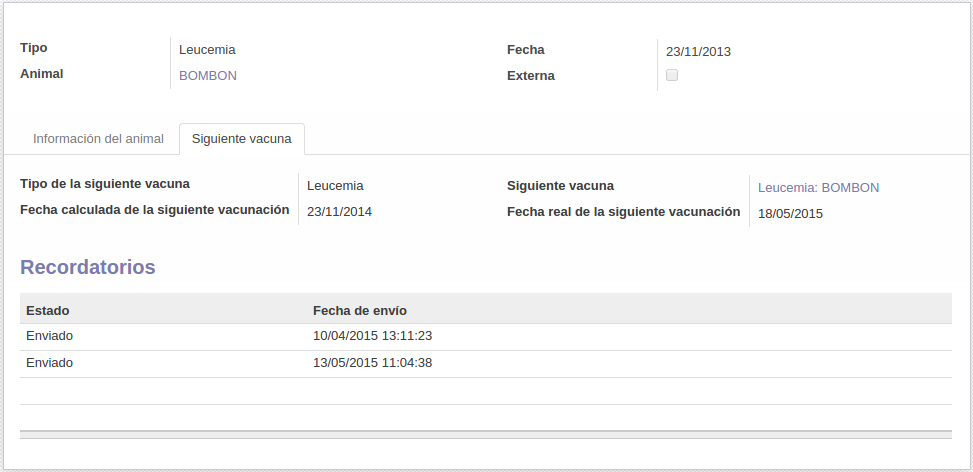 Tipo Leucemia Fecha 23/11/2013
Animal BOMBON Externa
Información del animal Siguiente vacuna
Tipo de la siguiente vacuna Leucemia Siguiente vacuna Leucemia: BOMBON
Fecha calculada de la siguiente vacunación 23/11/2014 Fecha real de la siguiente vacunación 18/05/2015
Recordatorios
Estado Fecha de envío
Enviado 10/04/2015 13:11:23
Enviado 13/05/2015 11:04:38